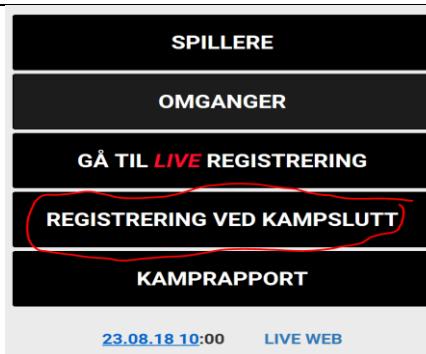 SPILLERE
OMGANGER
GÅ TIL LIVE REGISTRERING
REGISTRERING VED KAMPSLUTT
KAMPRAPPORT
23.08.18 10:00 LIVE WEB